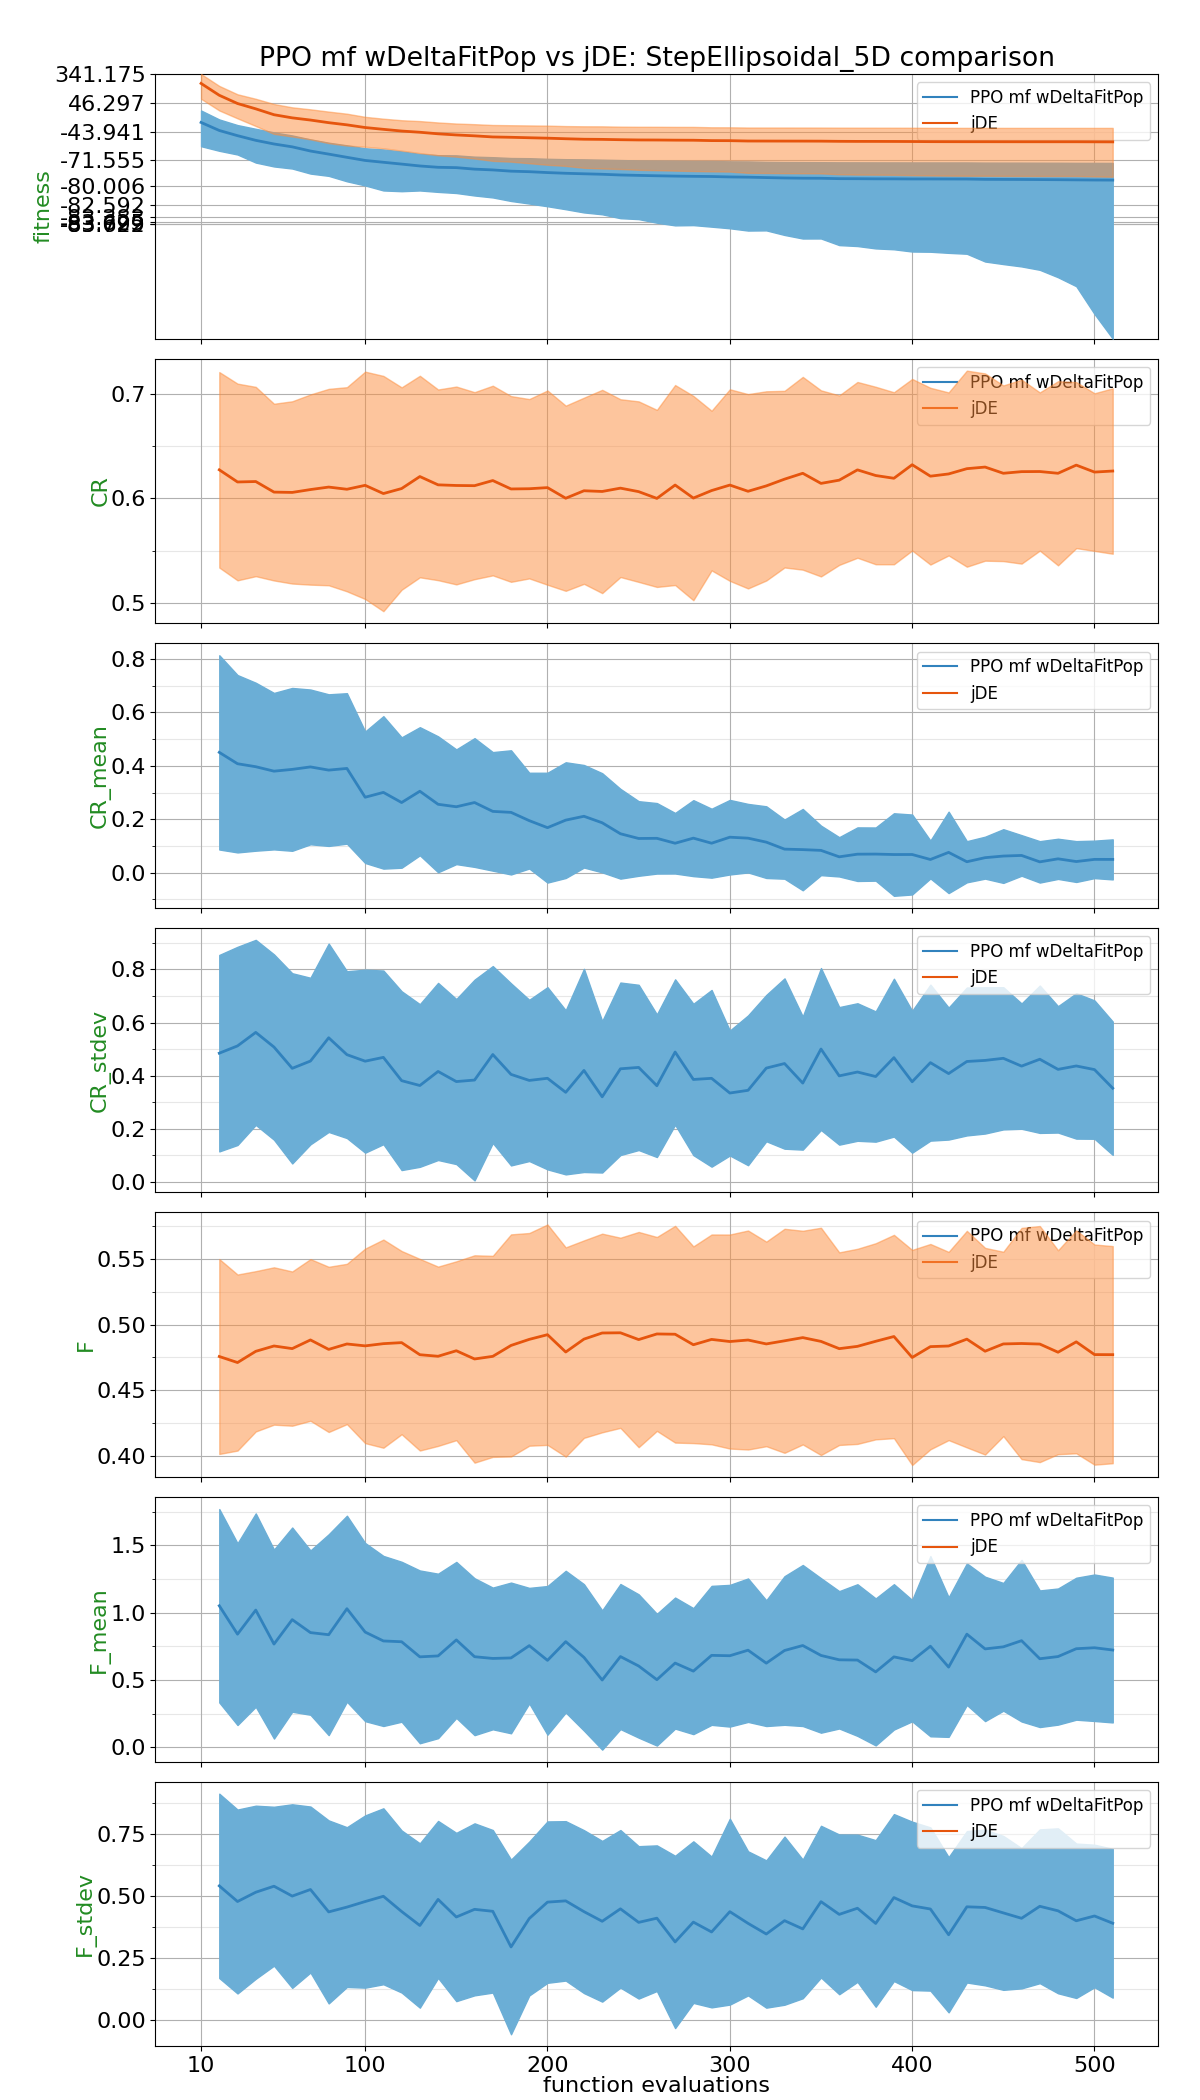 PPO mf wDeltaFitPop vs jDE: StepEllipsoidal_5D comparison
341.175
46.297
-43.941
-71.555
-80.006
-82.592
fitness
PPO mf wDeltaFitPop
jDE
0.7
0.6
0.5
CR
PPO mf wDeltaFitPop
jDE
0.8
0.6
0.4
0.2
0.0
CR_mean
PPO mf wDeltaFitPop
jDE
0.8
0.6
0.4
0.2
0.0
CR_stdev
PPO mf wDeltaFitPop
jDE
0.55
0.50
0.45
0.40
F
PPO mf wDeltaFitPop
jDE
1.5
1.0
0.5
0.0
F_mean
PPO mf wDeltaFitPop
jDE
0.75
0.50
0.25
0.00
F_stdev
PPO mf wDeltaFitPop
jDE
10 100 200 300 400 500
function evaluations